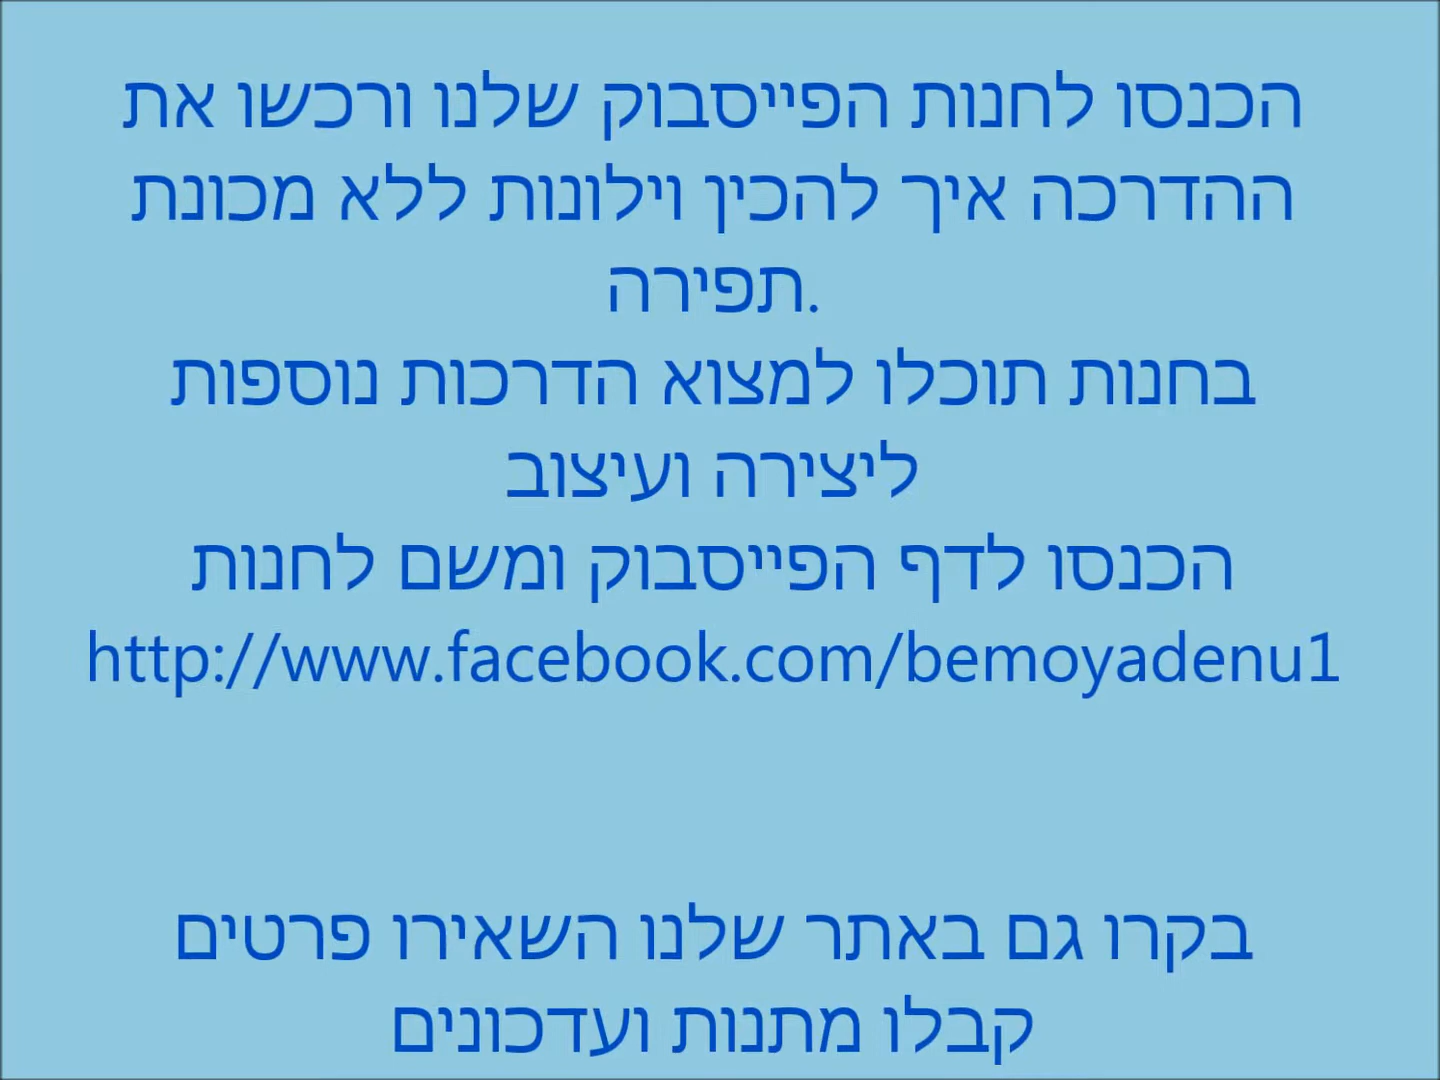 הכנסו לחנות הפייסבוק שלנו ורכשו את
ההדרכה איך להכין וילונות ללא מכונת
.תפירה
בחנות תוכלו למצוא הדרכות נוספות
ליצירה ועיצוב
הכנסו לדף הפייסבוק ומשם לחנות
http://www.facebook.com/bemoyadenu1
בקרו גם באתר שלנו השאירו פרטים
קבלו מתנות ועדכונים